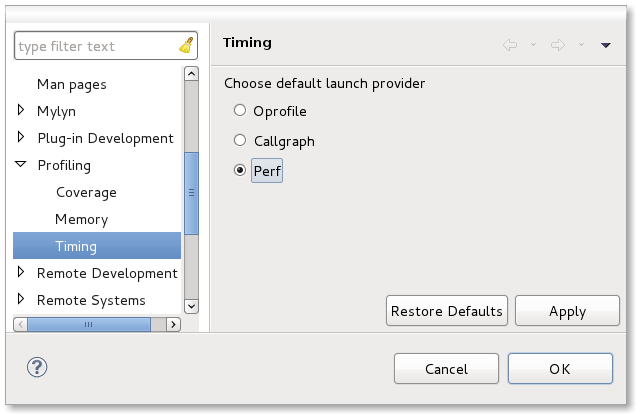 type filter text
Man pages
Mylyn
Plug-in Development
Profiling
Coverage
Memory
Timing
Remote Development
Remote Systems
Timing
Choose default launch provider
Oprofile
Callgraph
Perf
Restore Defaults
Apply
?
Cancel
OK